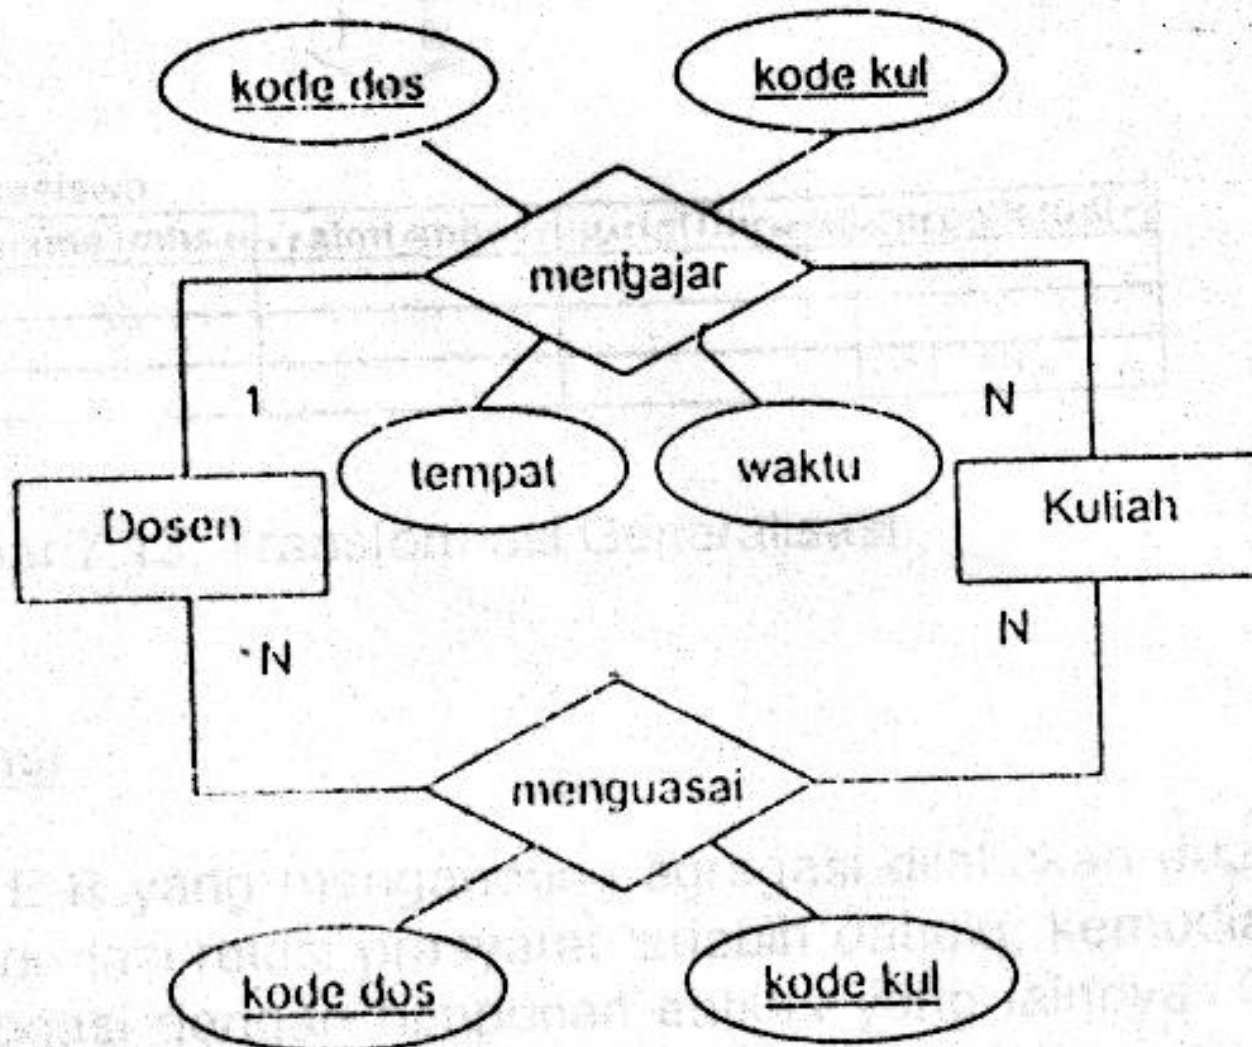 kode dos
kode kul
mengajar
1
N
tempat
waktu
Dosen
Kuliah
N
N
menguasai
kode dos
kode kul